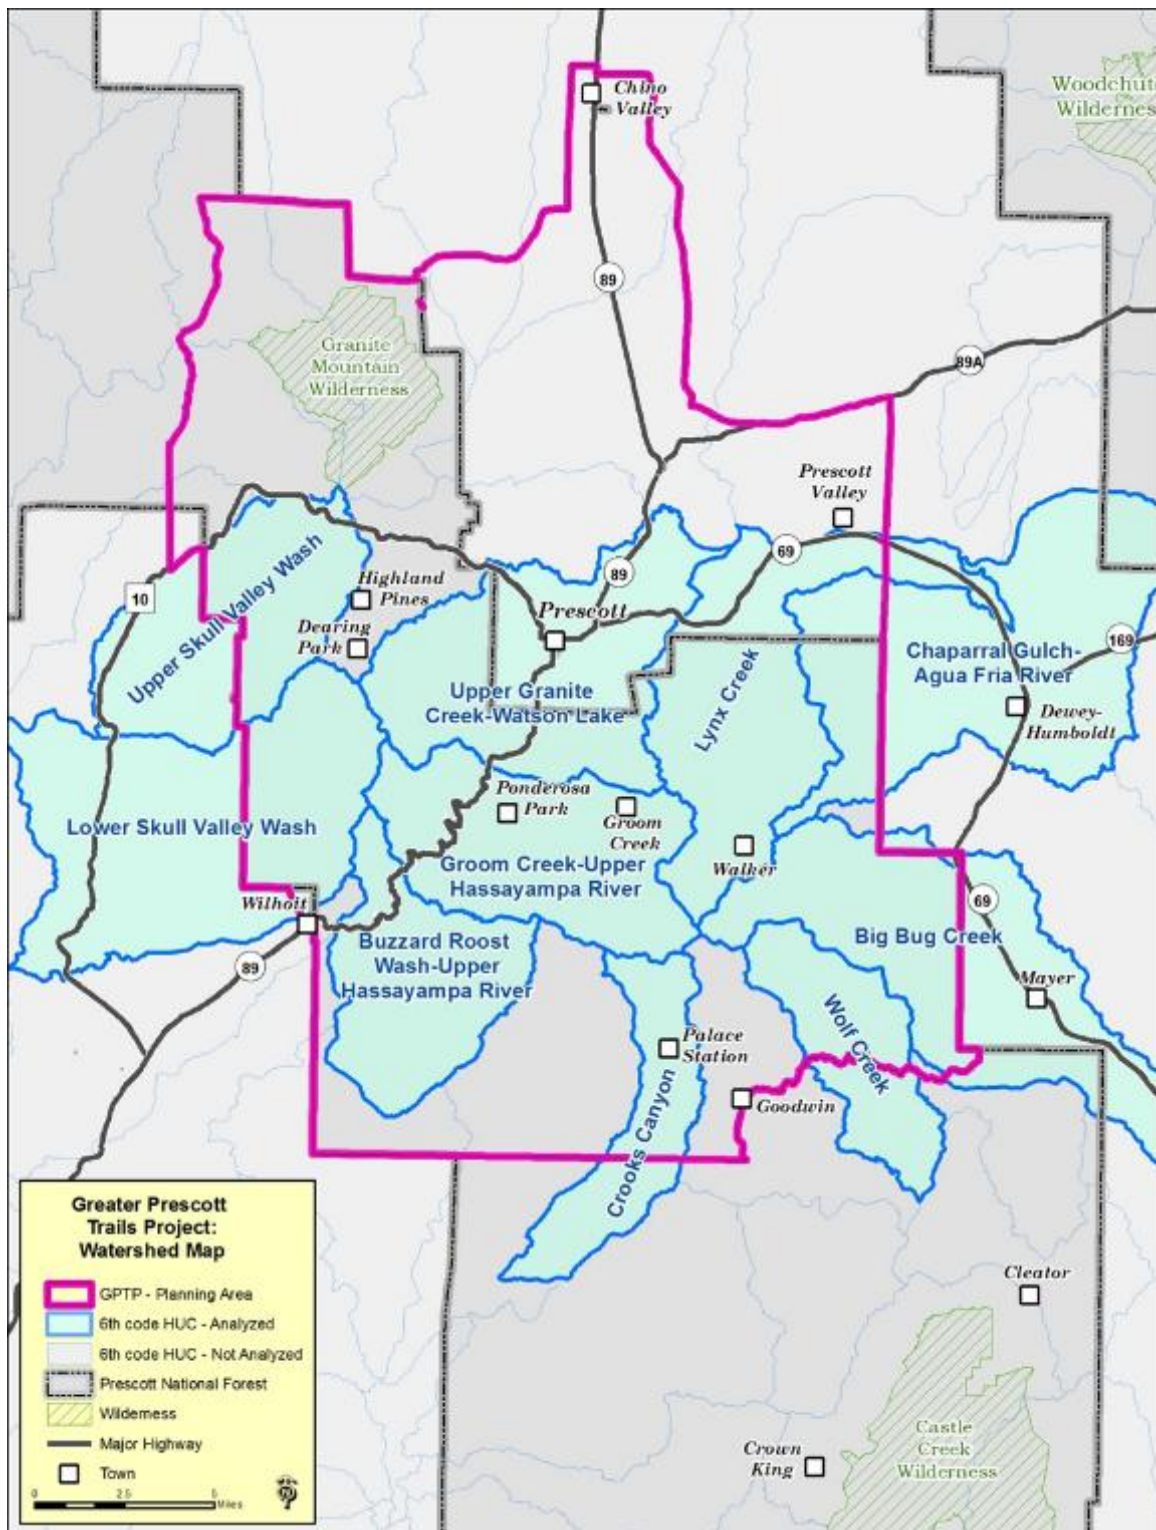 Chino
Valley
Woodchut
Wilderness
89
Granite
Mountain
Wilderness
89A
Prescott
Valley
69
89
10
Upper Skull Valley Wash
Highland
Pines
Prescott
Dearing
Park
169
Chaparral Gulch-
Agua Fria River
Upper Granite
Creek-Watson Lake
Lynx Creek
Dewey-
Humboldt
Ponderosa
Park
Groom
Creek
Lower Skull Valley Wash
Walker
Groom Creek-Upper
Hassayampa River
Wilhoit
69
Big Bug Creek
Buzzard Roost
Wash-Upper
Hassayampa River
89
Mayer
Wolf Creek
Palace
Station
Goodwin
Crooks Canyon
Cleator
Castle
Creek
Wilderness
Crown
King
Greater Prescott
Trails Project:
Watershed Map
GPTP - Planning Area
6th code HUC - Analyzed
6th code HUC - Not Analyzed
Prescott National Forest
Wilderness
Major Highway
Town
0 2.5 5
Miles